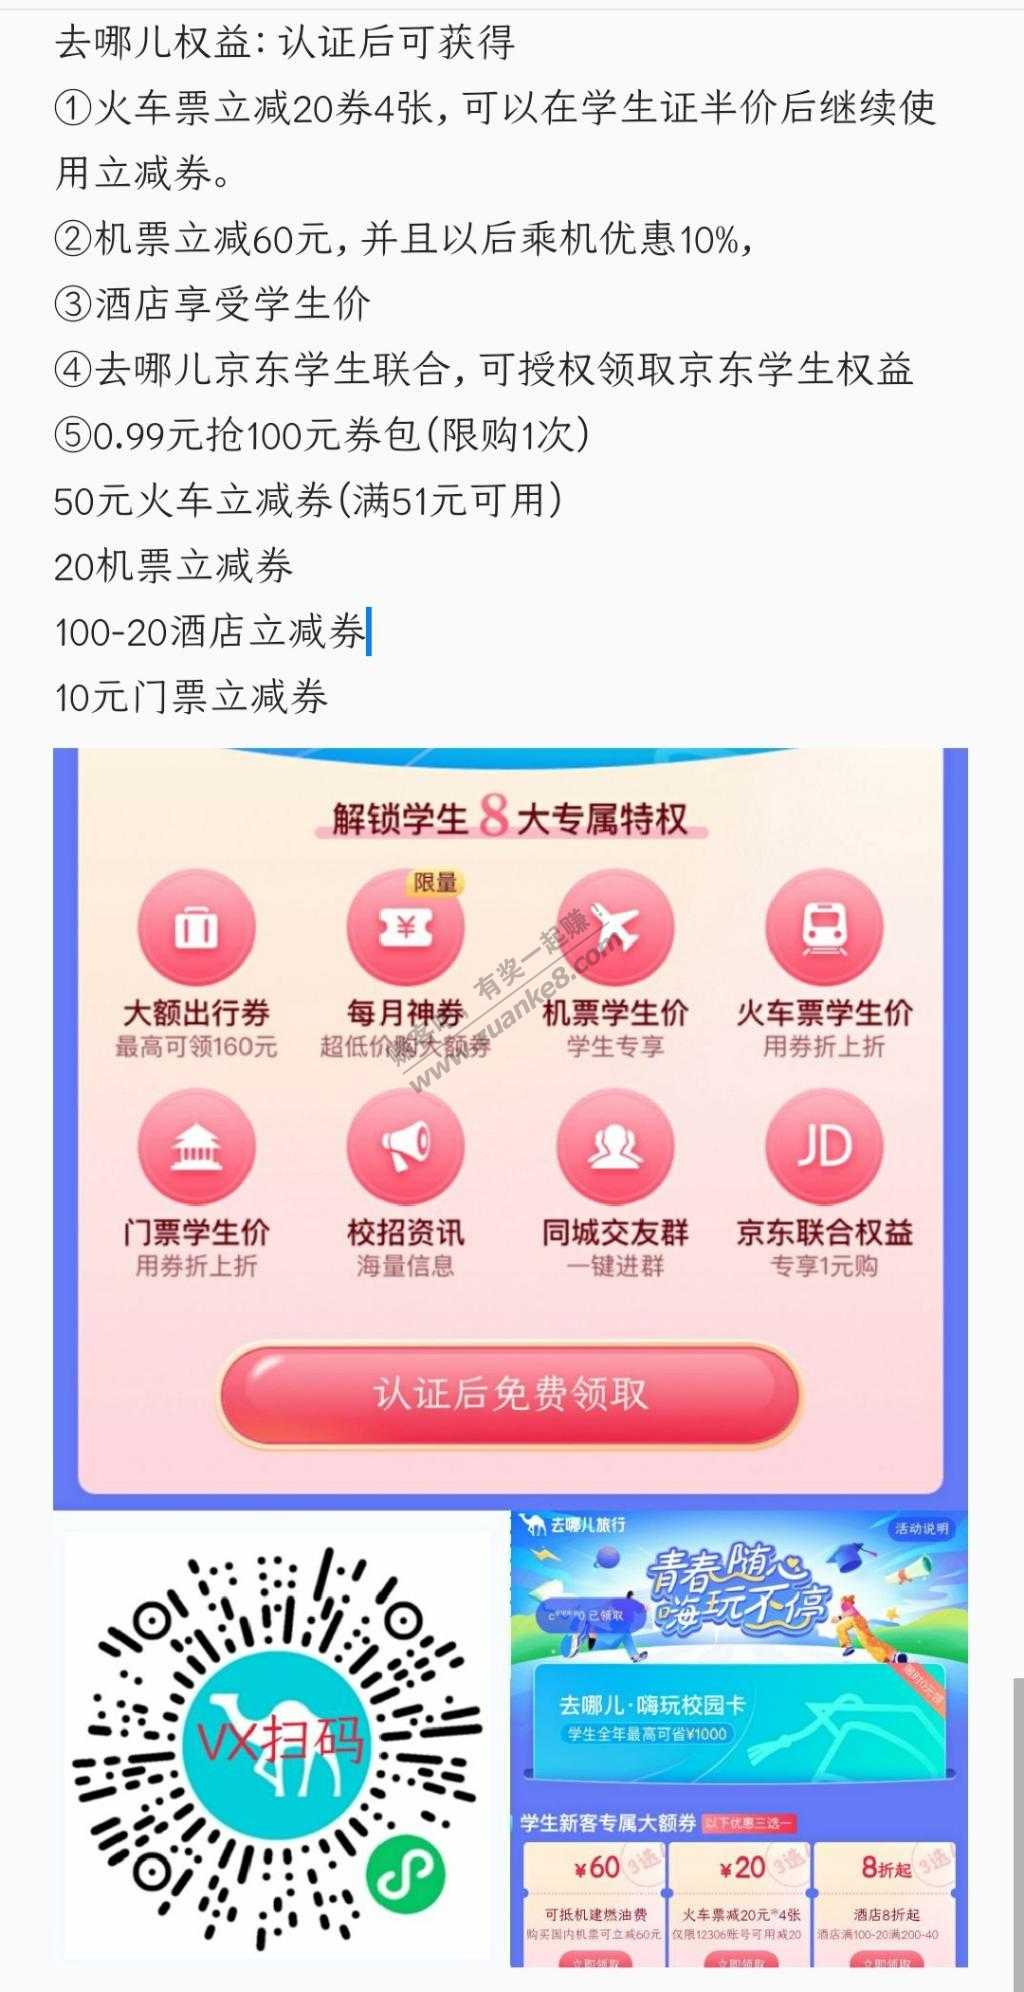 去哪儿权益：认证后可获得
①火车票立减20券4张，可以在学生证半价后继续使
用立减券。
②机票立减60元，并且以后乘机优惠10%，
③酒店享受学生价
④去哪儿京东学生联合，可授权领取京东学生权益
⑤0.99元抢100元券包(限购1次)
50元火车立减券(满51元可用)
20机票立减券
100-20酒店立减券
10元门票立减券
解锁学生8大专属特权
限量
大额出行券 每月神券 机票学生价 火车票学生价
最高可领160元 超低价购大额券 学生专享 用券折上折
赚客吧，有奖一起赚
www.zuanke8.com
JD
门票学生价 校招资讯 同城交友群 京东联合权益
用券折上折 海量信息 一键进群 专享1元购
认证后免费领取
VX扫码
去哪儿旅行 活动说明
青春随心
嗨玩不停
已领取
去哪儿·嗨玩校园卡
学生全年最高可省¥1000
学生新客专属大额券 以下优惠三选一
¥60 3选 ¥20 3选 8折起 3选
可抵机建燃油费 火车票减20元*4张 酒店8折起
购买国内机票可立减60元 仅限12306账号可用减20 酒店满100-20满200-40
立即领取 立即领取 立即领取